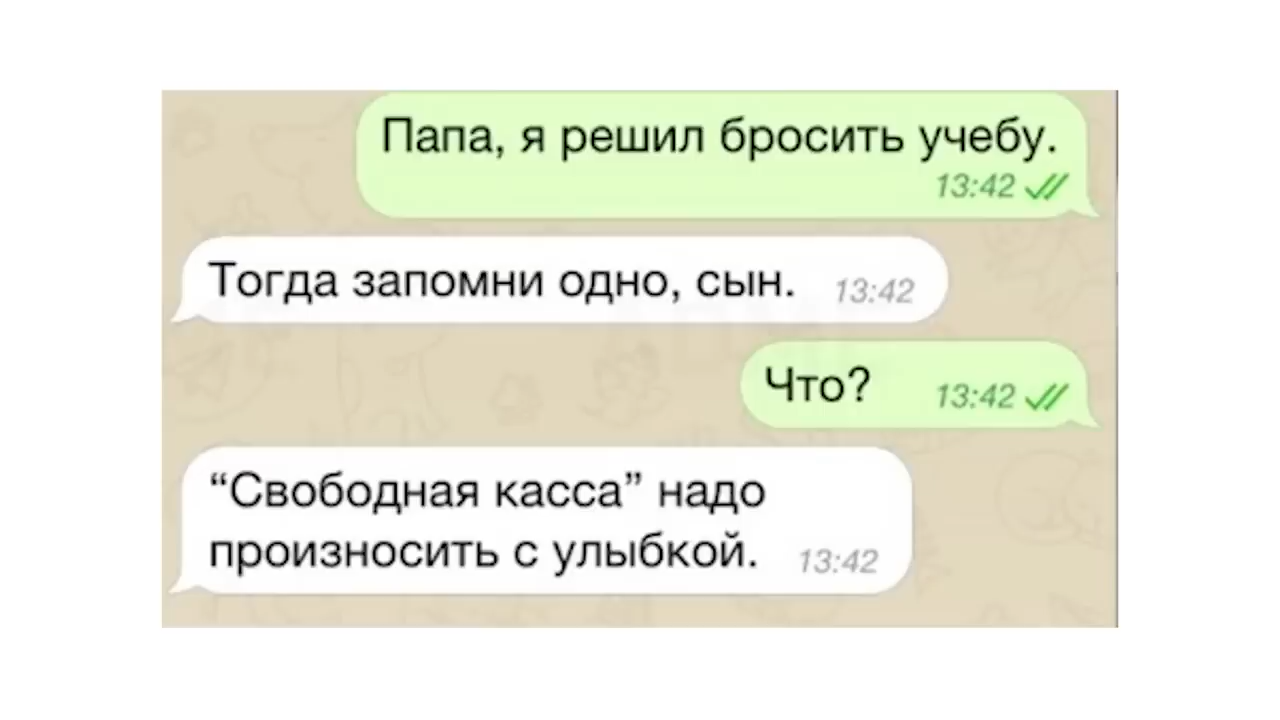 Папа, я решил бросить учебу.
13:42
Тогда запомни одно, сын. 13:42
Что? 13:42
“Свободная касса” надо
произносить с улыбкой. 13:42